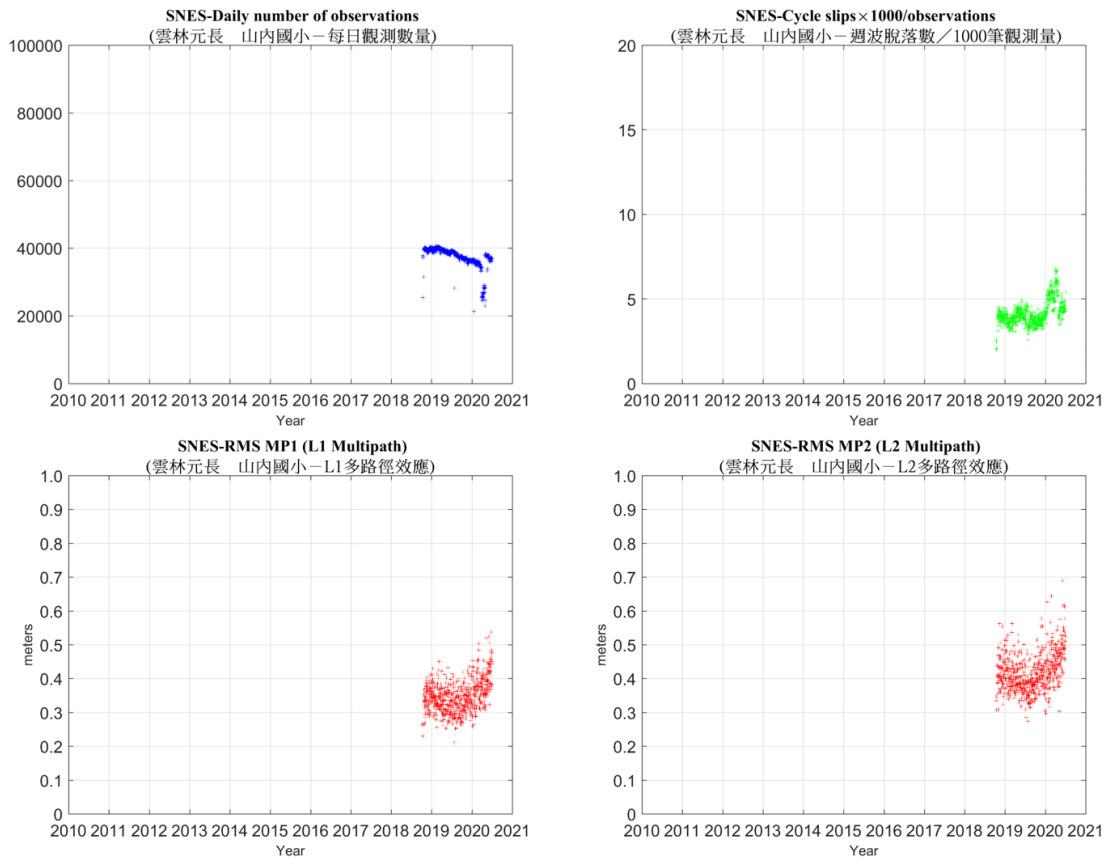 SNES-Daily number of observations
(雲林元長　山內國小－每日觀測數量)
100000
80000
60000
40000
20000
0
2010 2011 2012 2013 2014 2015 2016 2017 2018 2019 2020 2021
Year
SNES-Cycle slips×1000/observations
(雲林元長　山內國小－週波脫落數／1000筆觀測量)
20
15
10
5
0
2010 2011 2012 2013 2014 2015 2016 2017 2018 2019 2020 2021
Year
SNES-RMS MP1 (L1 Multipath)
(雲林元長　山內國小－L1多路徑效應)
1.0
0.9
0.8
0.7
0.6
0.5
0.4
0.3
0.2
0.1
0
meters
2010 2011 2012 2013 2014 2015 2016 2017 2018 2019 2020 2021
Year
SNES-RMS MP2 (L2 Multipath)
(雲林元長　山內國小－L2多路徑效應)
1.0
0.9
0.8
0.7
0.6
0.5
0.4
0.3
0.2
0.1
0
meters
2010 2011 2012 2013 2014 2015 2016 2017 2018 2019 2020 2021
Year